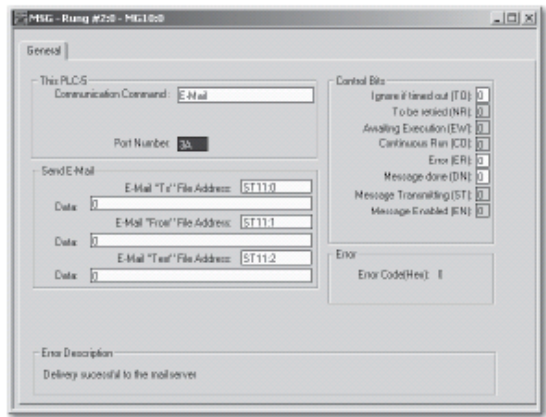 MSG - Rung #2:0 - MG10:0
General
This PLC-5
Communication Command: E-Mail
Port Number: 3A
Send E-Mail
E-Mail "To" File Address: ST11:0
Data: 0
E-Mail "From" File Address: ST11:1
Data: 0
E-Mail "Text" File Address: ST11:2
Data: 0
Control Bits
Ignore if timed out (TO): 0
To be retried (NR): 0
Awaiting Execution (EW): 0
Continuous Run (CO): 0
Error (ER): 0
Message done (DN): 0
Message Transmitting (ST): 0
Message Enabled (EN): 0
Error
Error Code(Hex): 0
Error Description
Delivery sucessful to the mail server